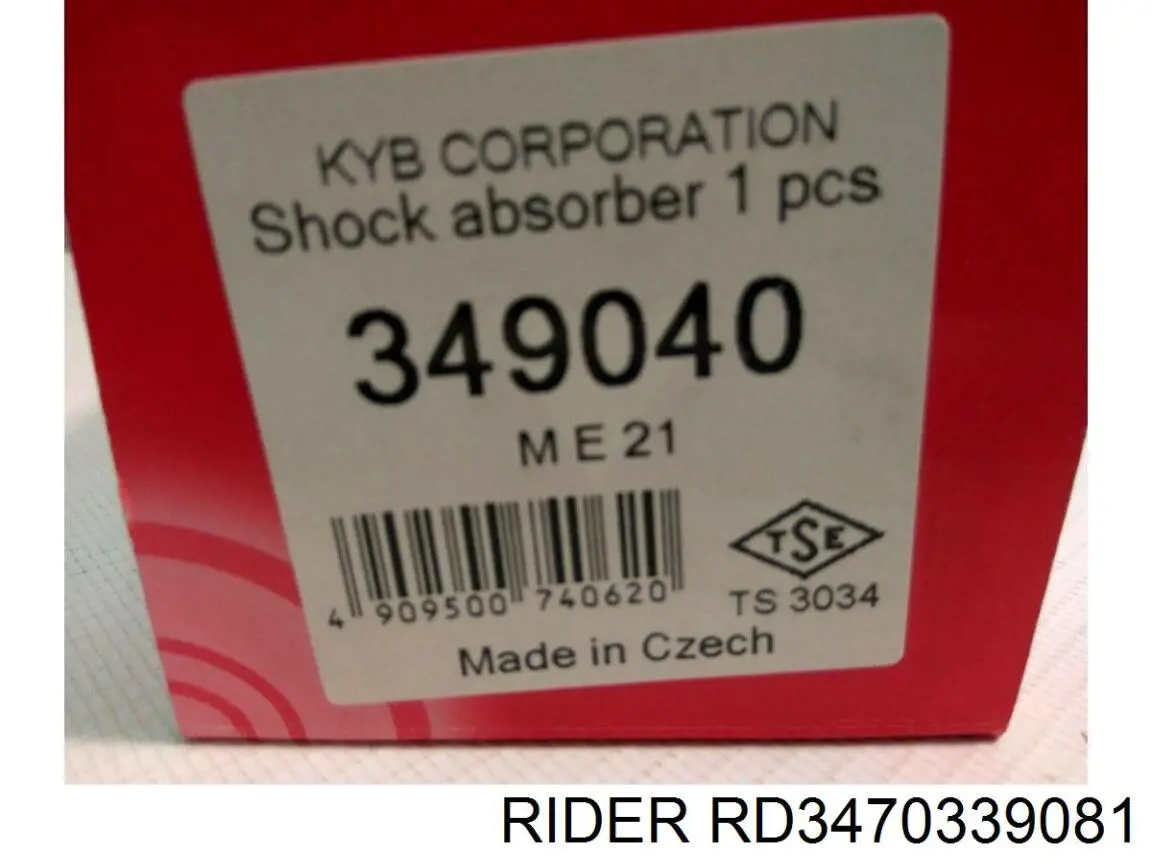 KYB CORPORATION
Shock absorber 1 pcs
349040
M E 21
TSE
4 909500 740620
TS 3034
Made in Czech
RIDER RD3470339081